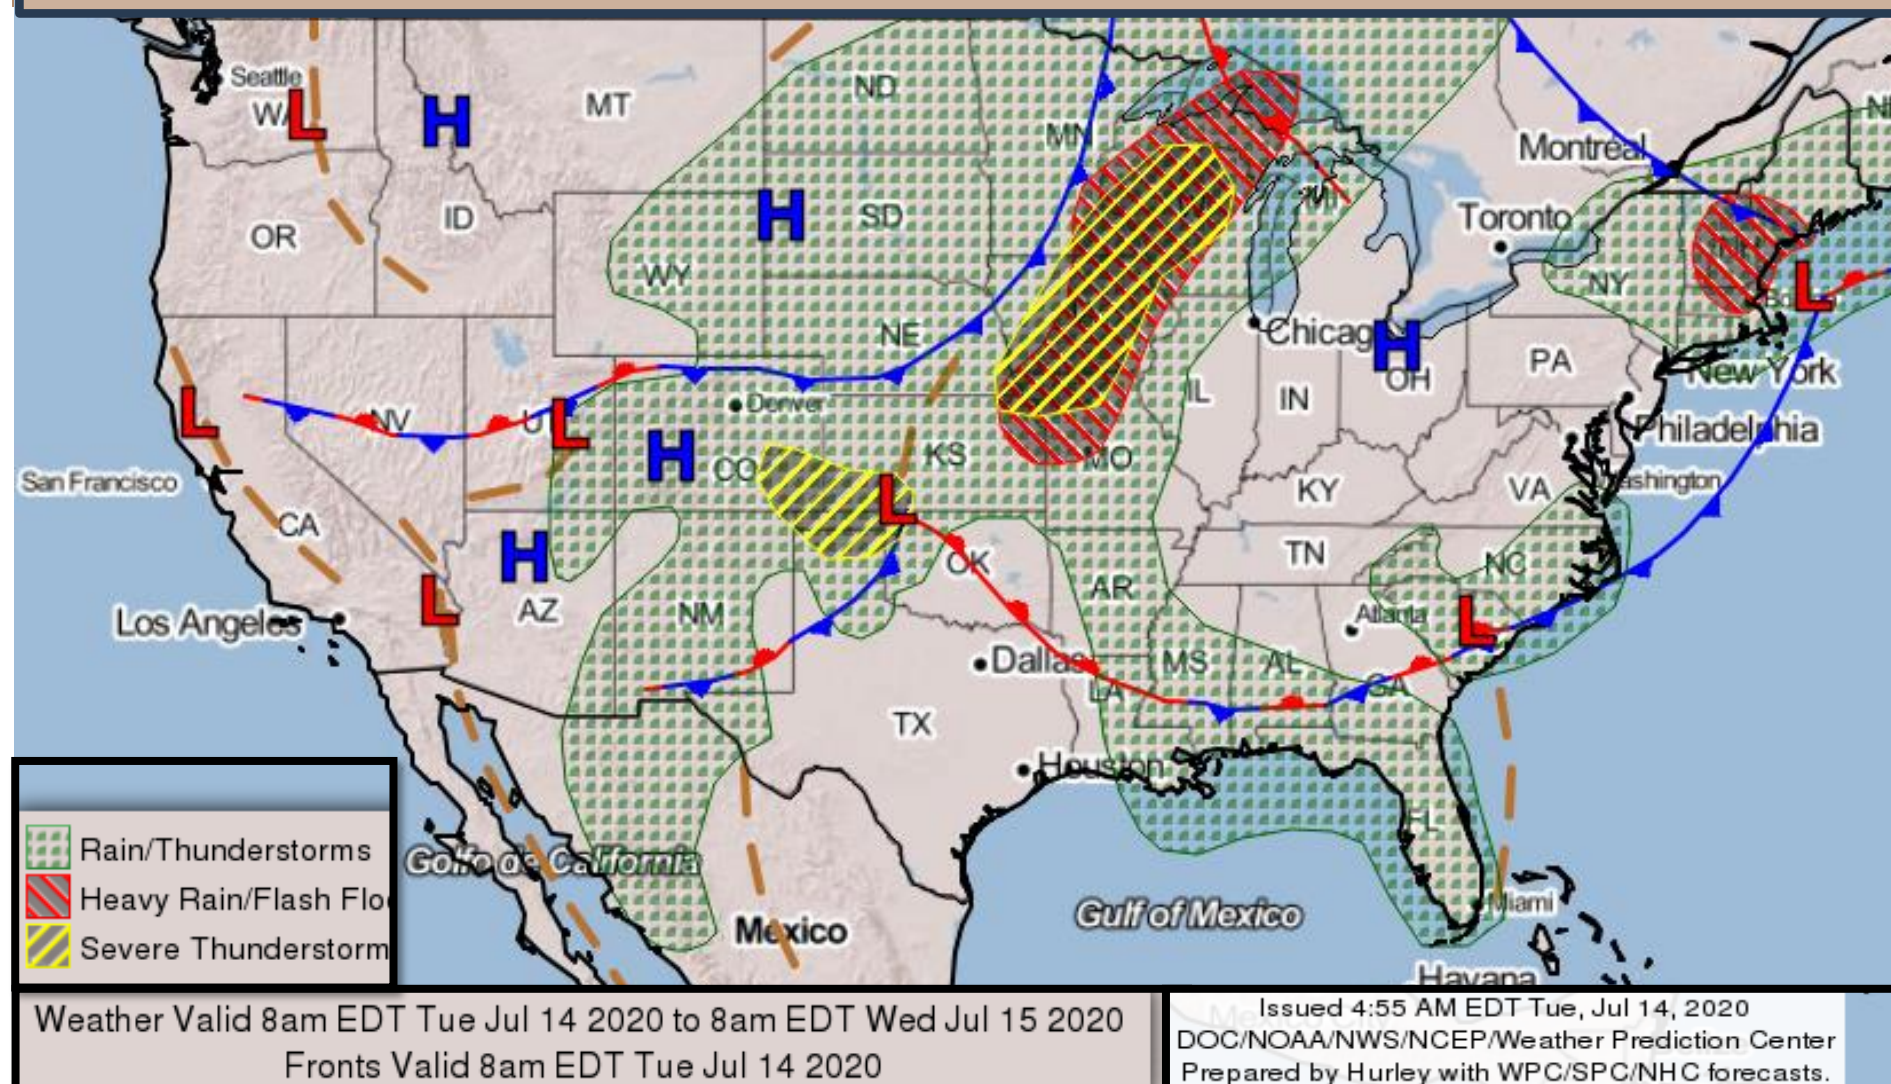 Seattle
WA
MT
ND
MN
Montreal
OR
ID
SD
MI
Toronto
WY
NY
NE
Chicag
OH
PA
New York
NV
Denver
IL
IN
Philadelphia
San Francisco
CO
KS
MO
KY
VA
ashington
CA
AZ
NM
OK
AR
TN
NC
Atlanta
Los Angeles
Dallas
MS
AL
GA
LA
TX
Houston
FL
Golfo de California
Mexico
Gulf of Mexico
Miami
Havana
H
H
H
H
H
L
L
L
L
L
L
L
Rain/Thunderstorms
Heavy Rain/Flash Flo
Severe Thunderstorm
Weather Valid 8am EDT Tue Jul 14 2020 to 8am EDT Wed Jul 15 2020
Fronts Valid 8am EDT Tue Jul 14 2020
Issued 4:55 AM EDT Tue, Jul 14, 2020
DOC/NOAA/NWS/NCEP/Weather Prediction Center
Prepared by Hurley with WPC/SPC/NHC forecasts.